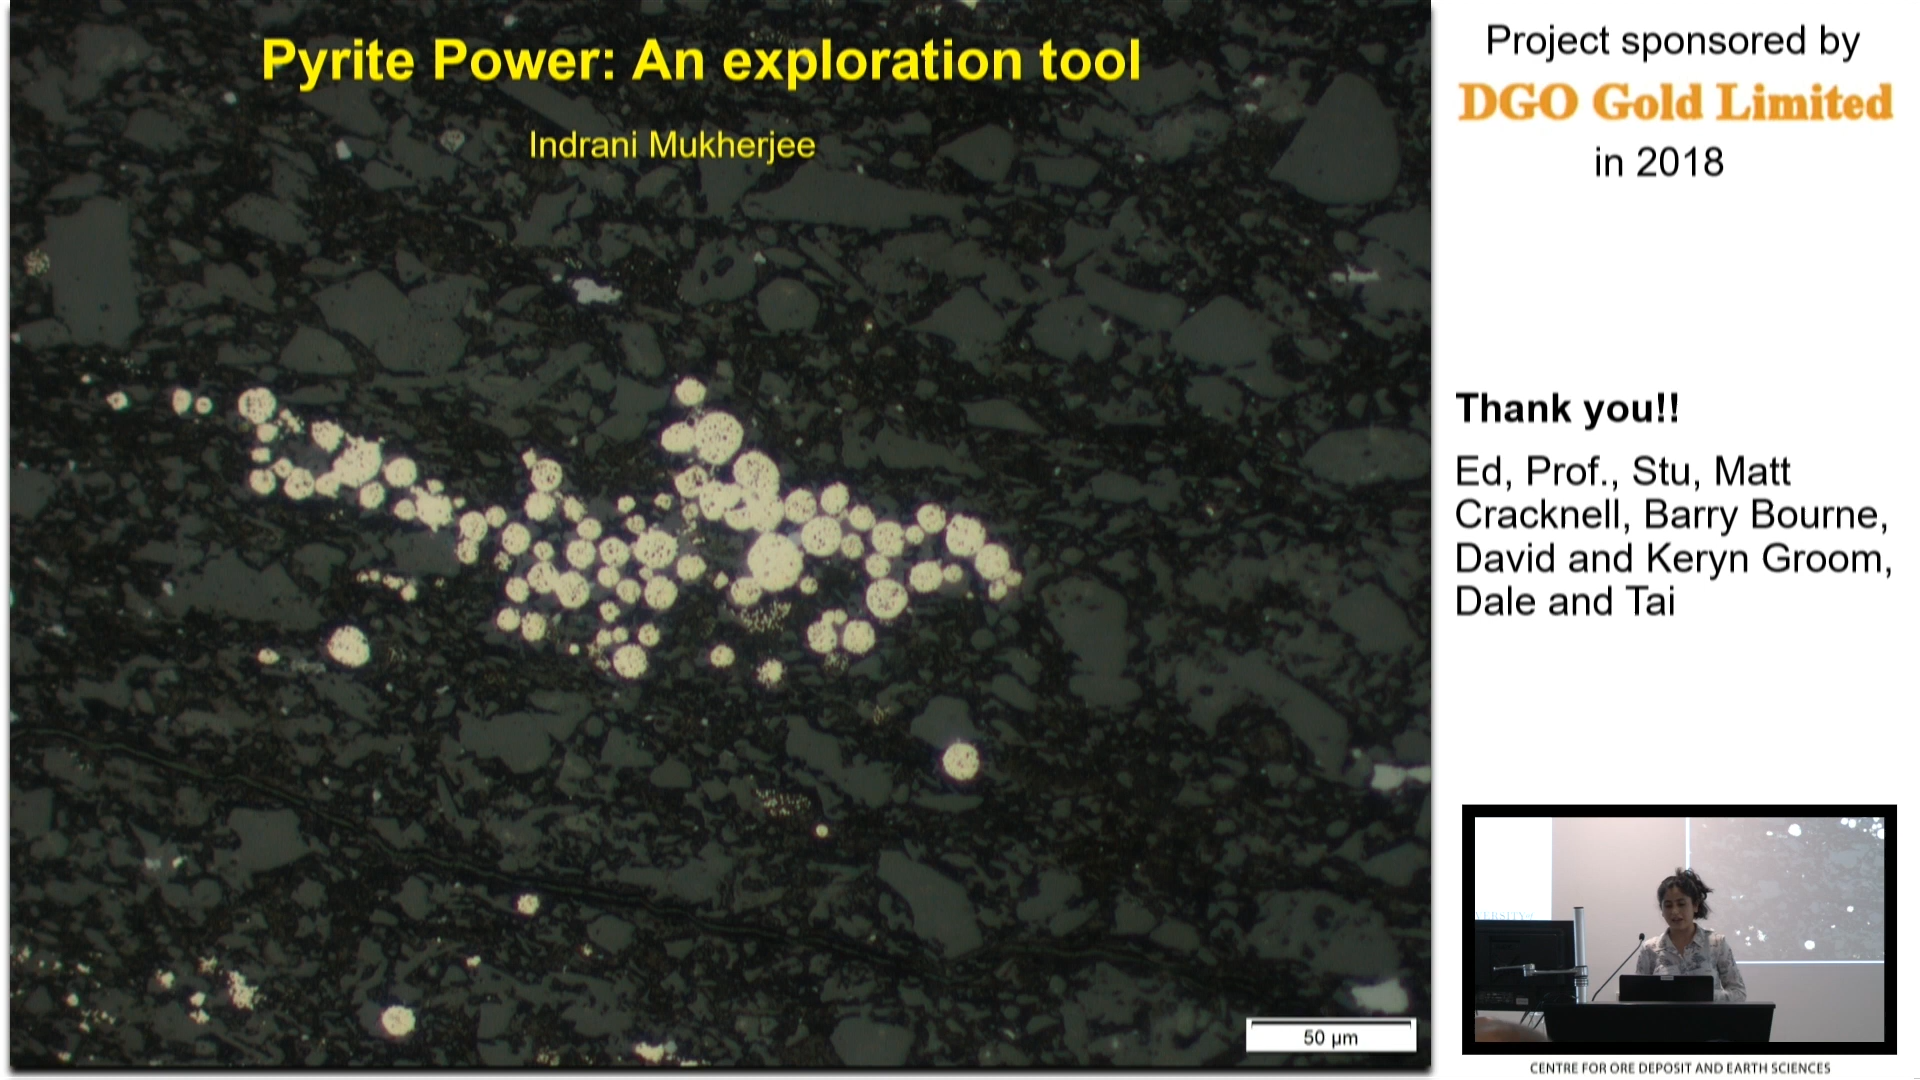 Pyrite Power: An exploration tool
Indrani Mukherjee
50 µm
Project sponsored by
DGO Gold Limited
in 2018
Thank you!!
Ed, Prof., Stu, Matt
Cracknell, Barry Bourne,
David and Keryn Groom,
Dale and Tai
CENTRE FOR ORE DEPOSIT AND EARTH SCIENCES